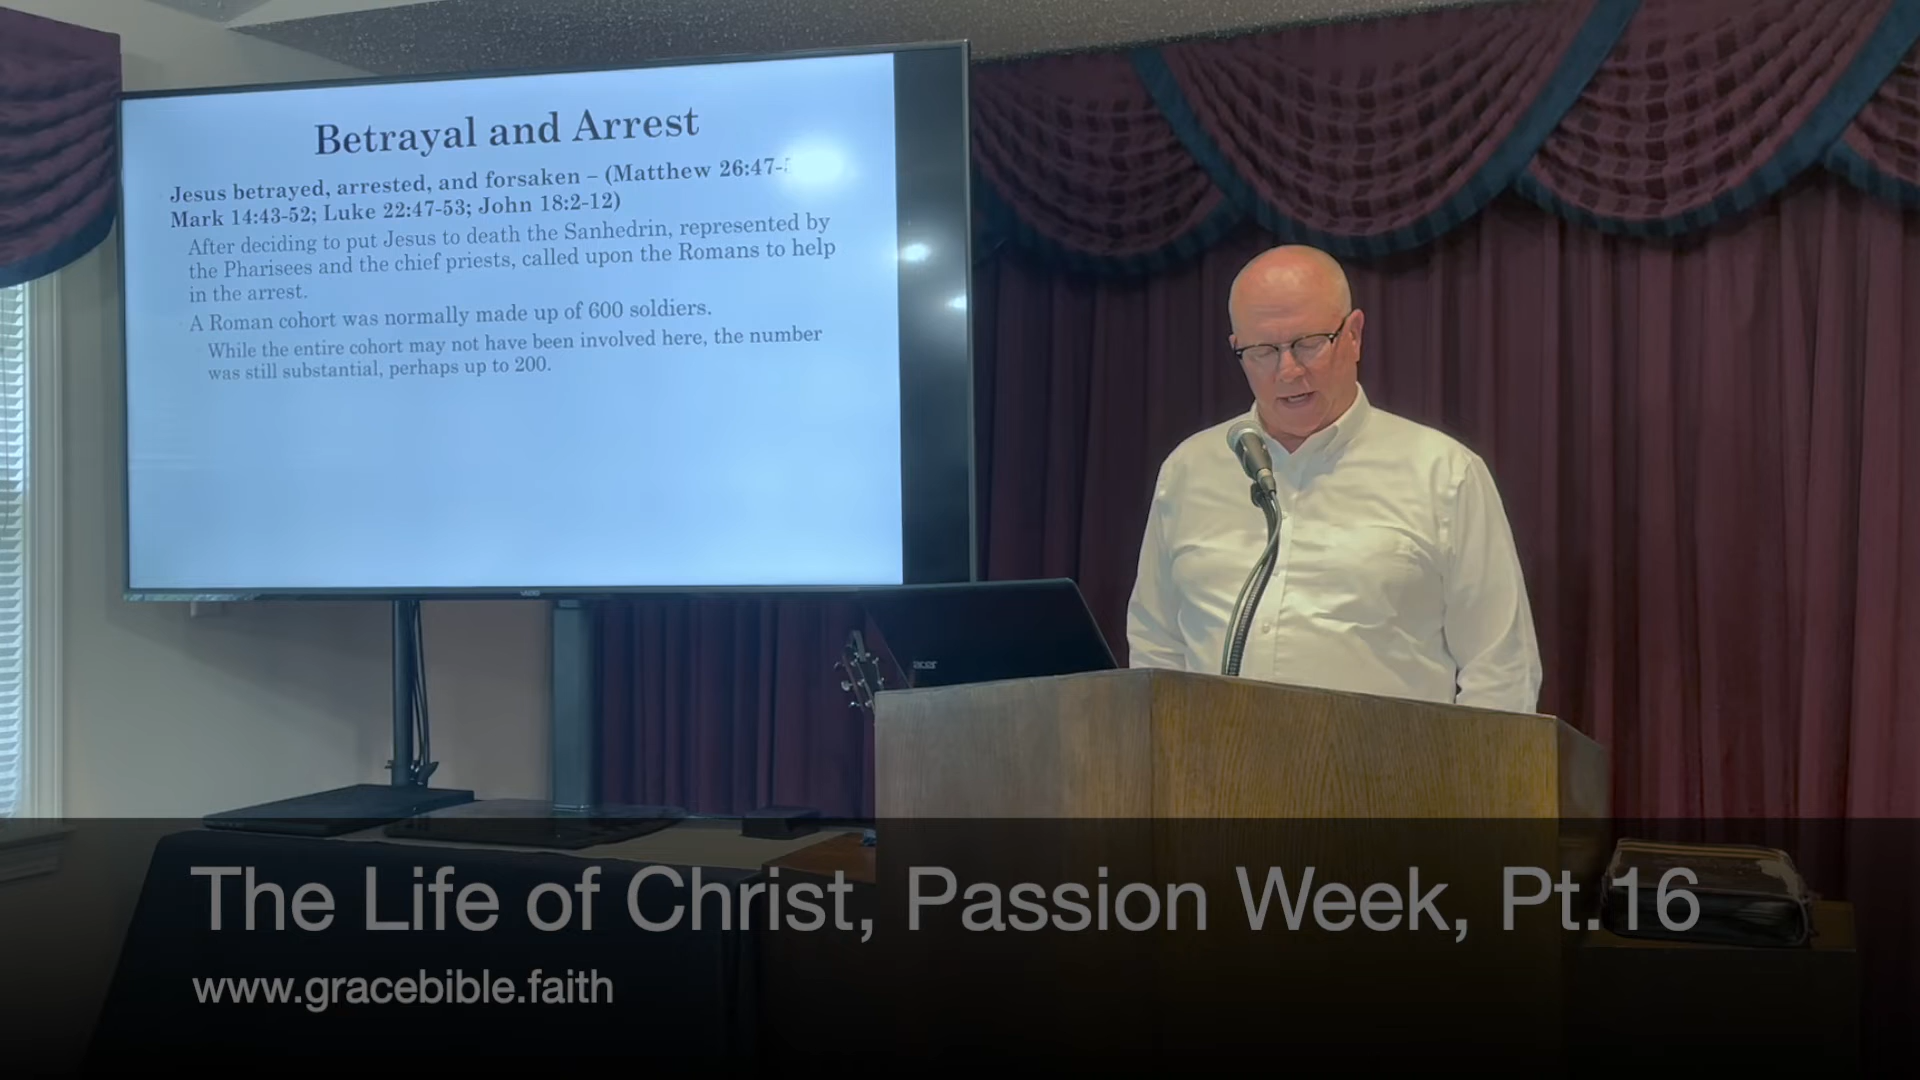 Betrayal and Arrest
Jesus betrayed, arrested, and forsaken – (Matthew 26:47-
Mark 14:43-52; Luke 22:47-53; John 18:2-12)
After deciding to put Jesus to death the Sanhedrin, represented by
the Pharisees and the chief priests, called upon the Romans to help
in the arrest.
A Roman cohort was normally made up of 600 soldiers.
While the entire cohort may not have been involved here, the number
was still substantial, perhaps up to 200.
acer
The Life of Christ, Passion Week, Pt.16
www.gracebible.faith